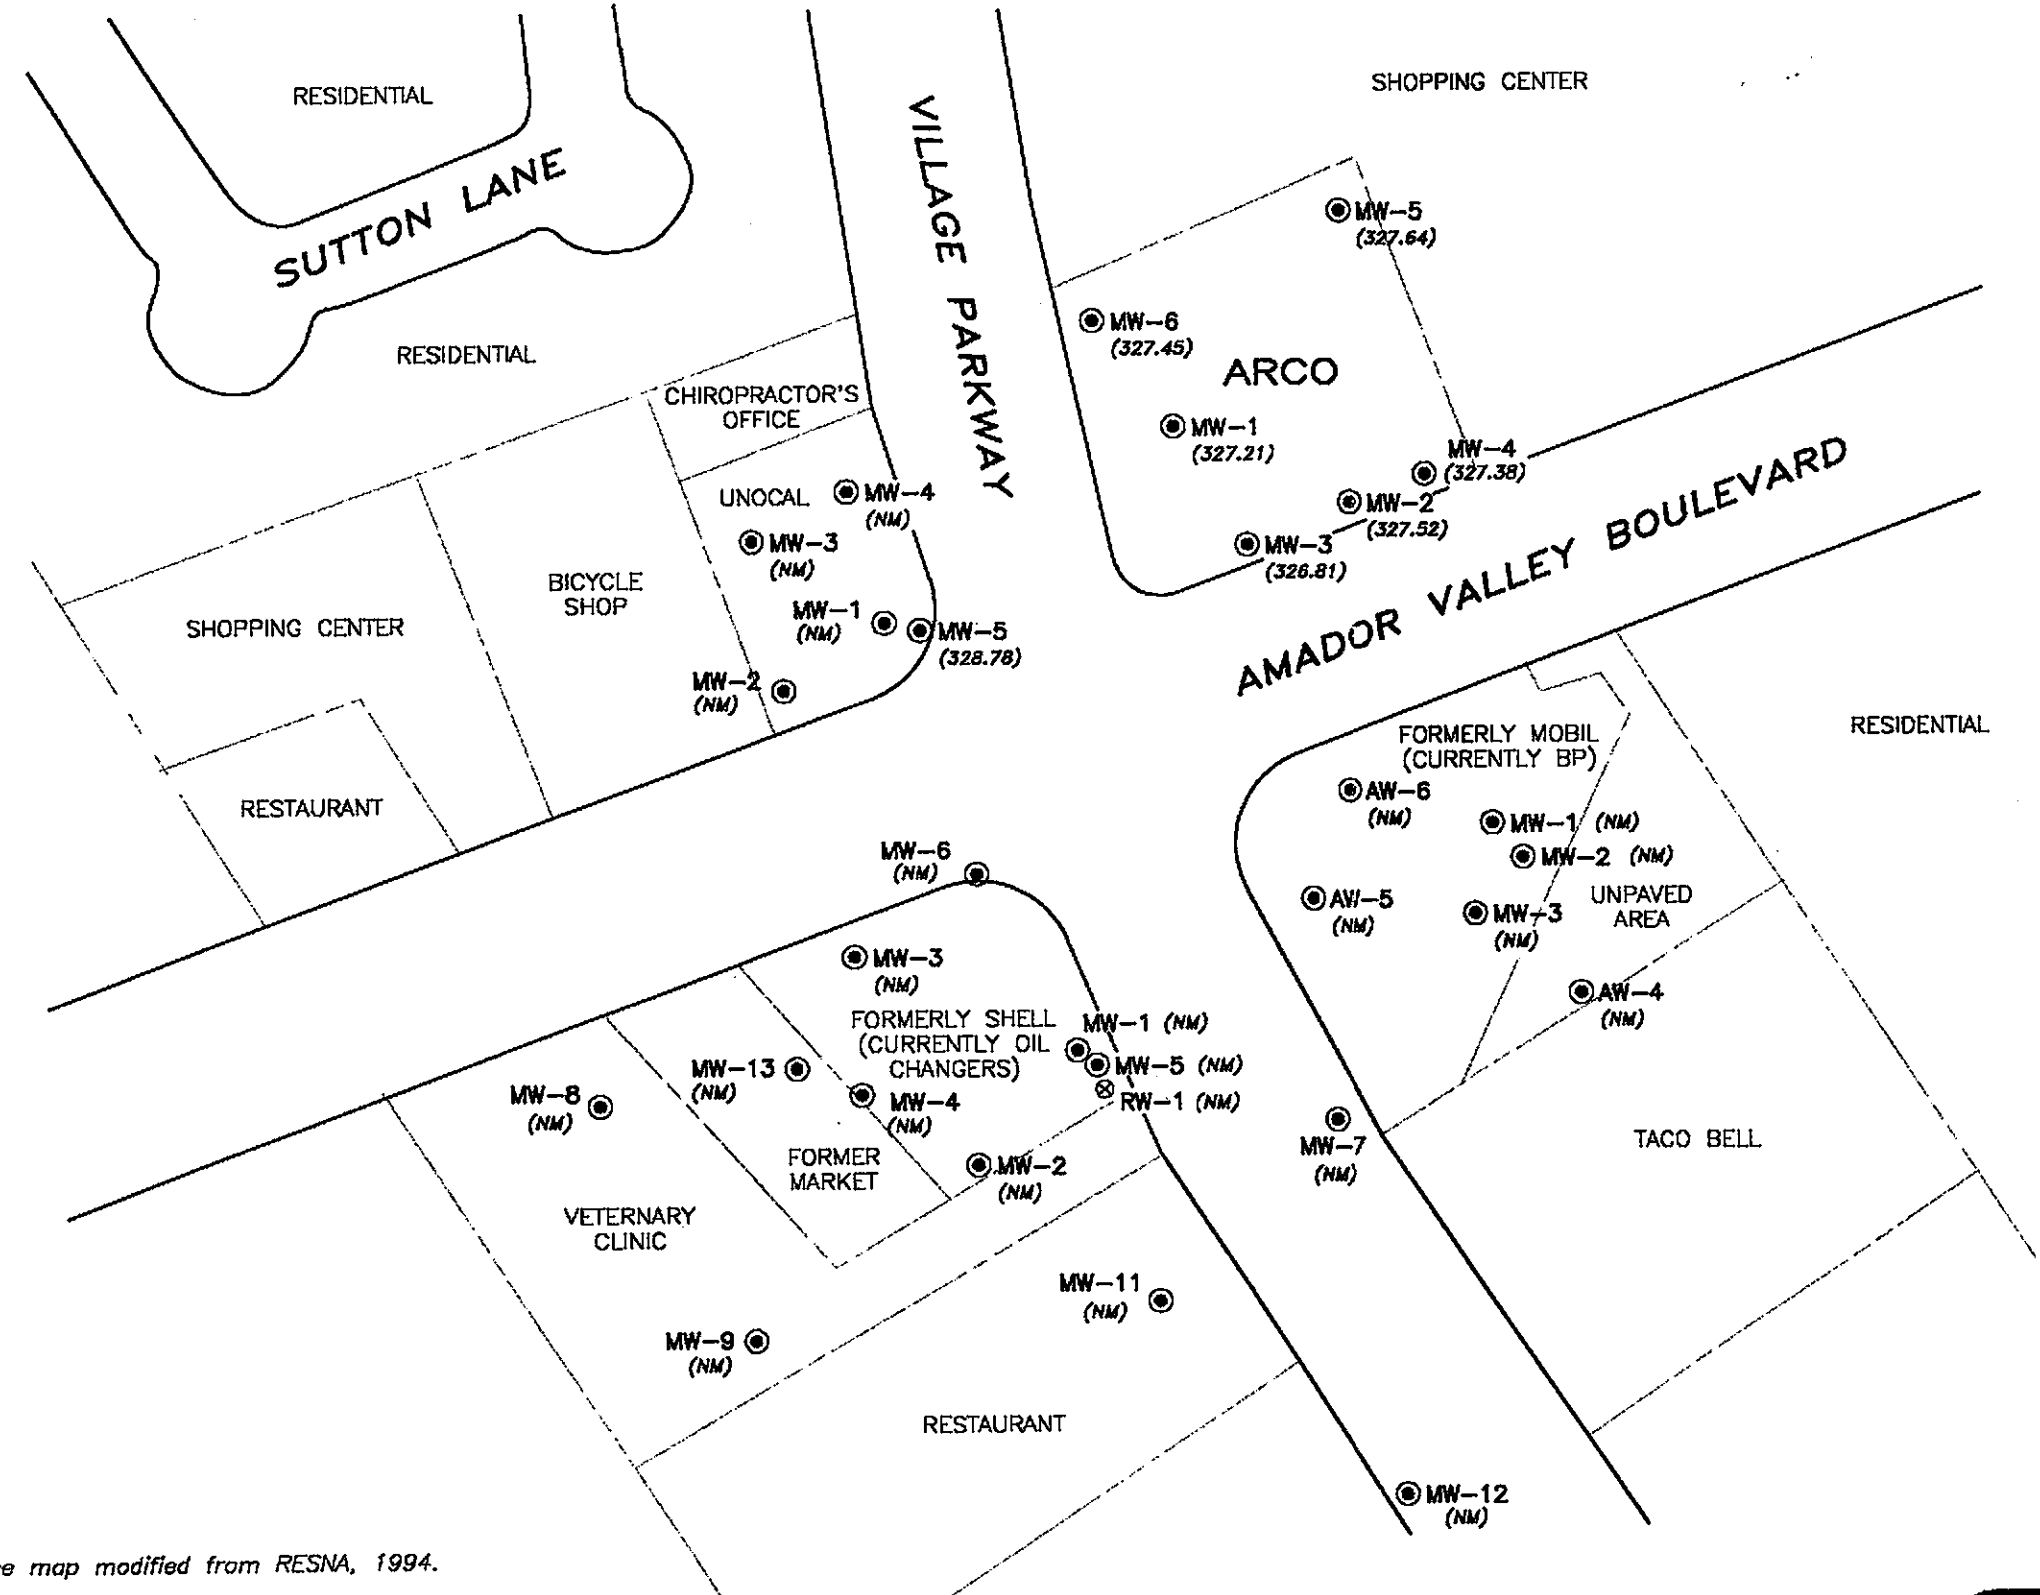 RESIDENTIAL
SHOPPING CENTER
SUTTON LANE
VILLAGE PARKWAY
MW-5
(327.64)
MW-6
(327.45)
RESIDENTIAL
ARCO
CHIROPRACTOR'S
OFFICE
MW-1
(327.21)
MW-4
(327.38)
MW-2
(327.52)
MW-3
(326.81)
UNOCAL
MW-4
(NM)
MW-3
(NM)
BICYCLE
SHOP
MW-1
(NM)
MW-5
(328.78)
MW-2
(NM)
SHOPPING CENTER
AMADOR VALLEY BOULEVARD
RESTAURANT
FORMERLY MOBIL
(CURRENTLY BP)
RESIDENTIAL
AW-6
(NM)
MW-1 (NM)
MW-2 (NM)
AW-5
(NM)
MW-3
(NM)
UNPAVED
AREA
AW-4
(NM)
MW-6
(NM)
MW-3
(NM)
FORMERLY SHELL
(CURRENTLY OIL
CHANGERS)
MW-1 (NM)
MW-5 (NM)
RW-1 (NM)
MW-13
(NM)
MW-4
(NM)
MW-8
(NM)
FORMER
MARKET
MW-2
(NM)
MW-7
(NM)
TACO BELL
VETERNARY
CLINIC
MW-11
(NM)
MW-9
(NM)
RESTAURANT
MW-12
(NM)
e map modified from RESNA, 1994.